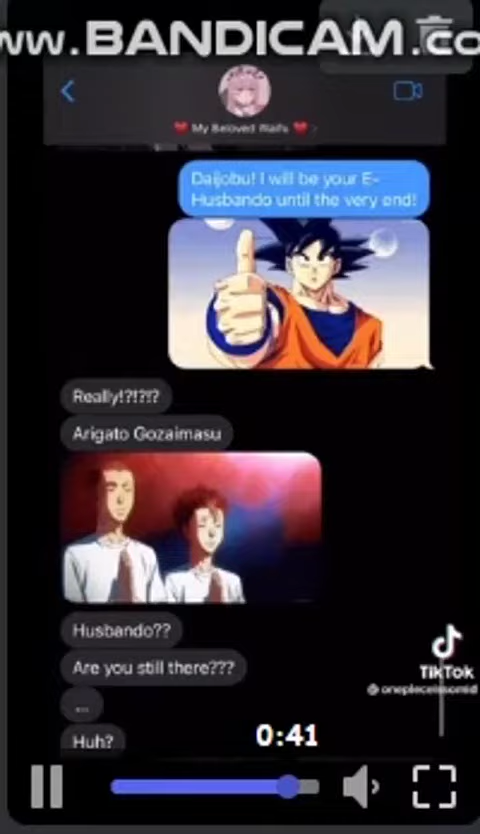 www.BANDICAM.co
❤️ My Beloved Waifu ❤️
Daijobu! I will be your E-
Husbando until the very end!
Really!?!?!?
Arigato Gozaimasu
Husbando??
Are you still there???
...
Huh?
TikTok
0:41